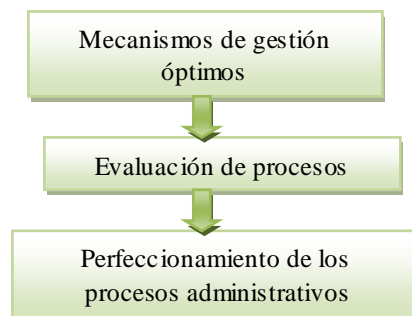 Mecanismos de gestión
óptimos
Evaluación de procesos
Perfeccionamiento de los
procesos administrativos